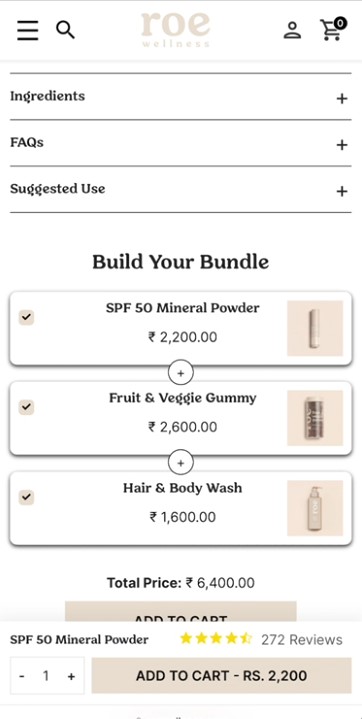 roe
wellness
0
Ingredients +
FAQs +
Suggested Use +
Build Your Bundle
SPF 50 Mineral Powder
₹ 2,200.00
+
Fruit & Veggie Gummy
₹ 2,600.00
+
Hair & Body Wash
₹ 1,600.00
Total Price: ₹ 6,400.00
ADD TO CART
SPF 50 Mineral Powder 272 Reviews
- 1 + ADD TO CART - RS. 2,200